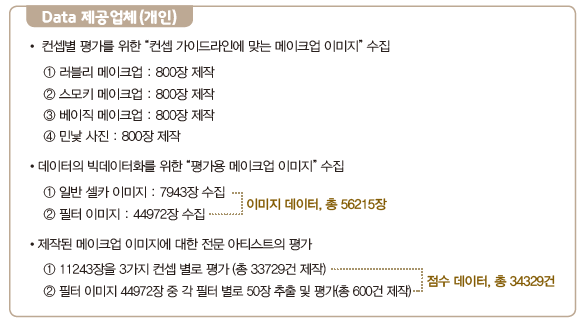 Data 제공업체(개인)
• 컨셉별 평가를 위한 “컨셉 가이드라인에 맞는 메이크업 이미지” 수집
① 러블리 메이크업 : 800장 제작
② 스모키 메이크업 : 800장 제작
③ 베이직 메이크업 : 800장 제작
④ 민낯 사진 : 800장 제작
• 데이터의 빅데이터화를 위한 “평가용 메이크업 이미지” 수집
① 일반 셀카 이미지 : 7943장 수집
② 필터 이미지 : 44972장 수집
이미지 데이터, 총 56215장
• 제작된 메이크업 이미지에 대한 전문 아티스트의 평가
① 11243장을 3가지 컨셉 별로 평가 (총 33729건 제작)
② 필터 이미지 44972장 중 각 필터 별로 50장 추출 및 평가(총 600건 제작)
점수 데이터, 총 34329건